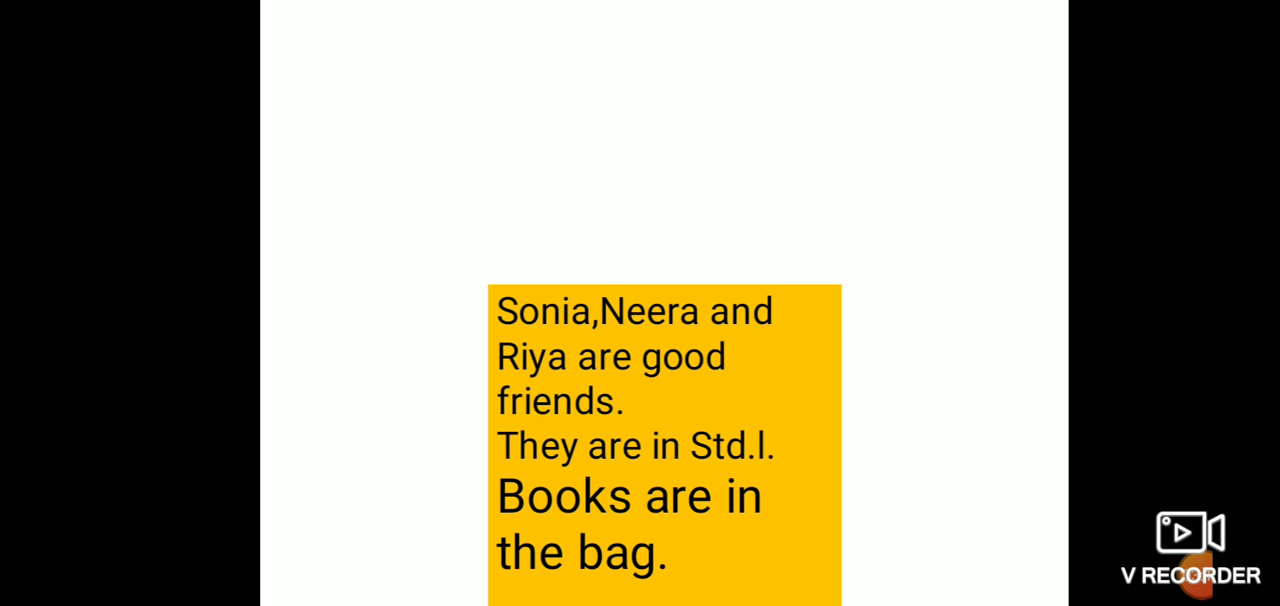 Sonia,Neera and
Riya are good
friends.
They are in Std.l.
Books are in
the bag.
V RECORDER